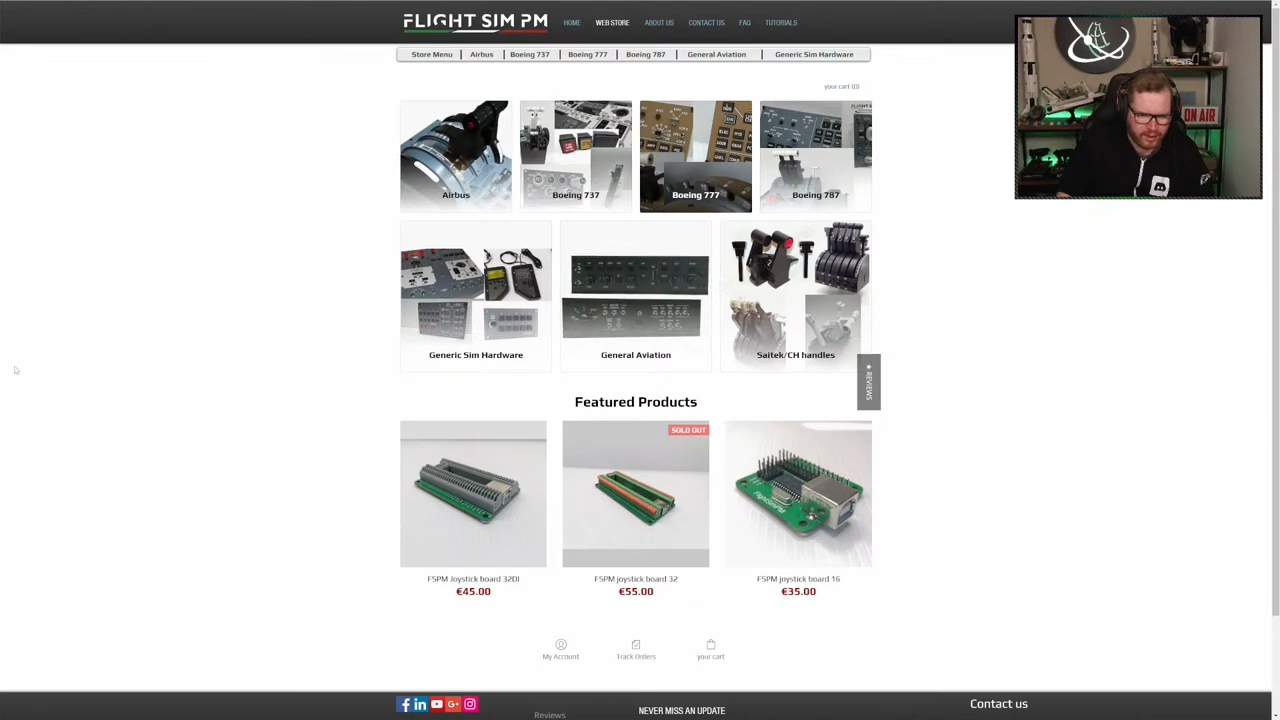 FLIGHT SIM PM
HOME WEB STORE ABOUT US CONTACT US FAQ TUTORIALS
Store Menu Airbus Boeing 737 Boeing 777 Boeing 787 General Aviation Generic Sim Hardware
your cart (0)
ON AIR
Airbus
Boeing 737
Boeing 777
Boeing 787
Generic Sim Hardware
General Aviation
Saitek/CH handles
★ REVIEWS
Featured Products
SOLD OUT
FlightSimPM
FSPM Joystick board 32DI
€45.00
FSPM joystick board 32
€55.00
FSPM joystick board 16
€35.00
My Account
Track Orders
your cart
Reviews
NEVER MISS AN UPDATE
Contact us